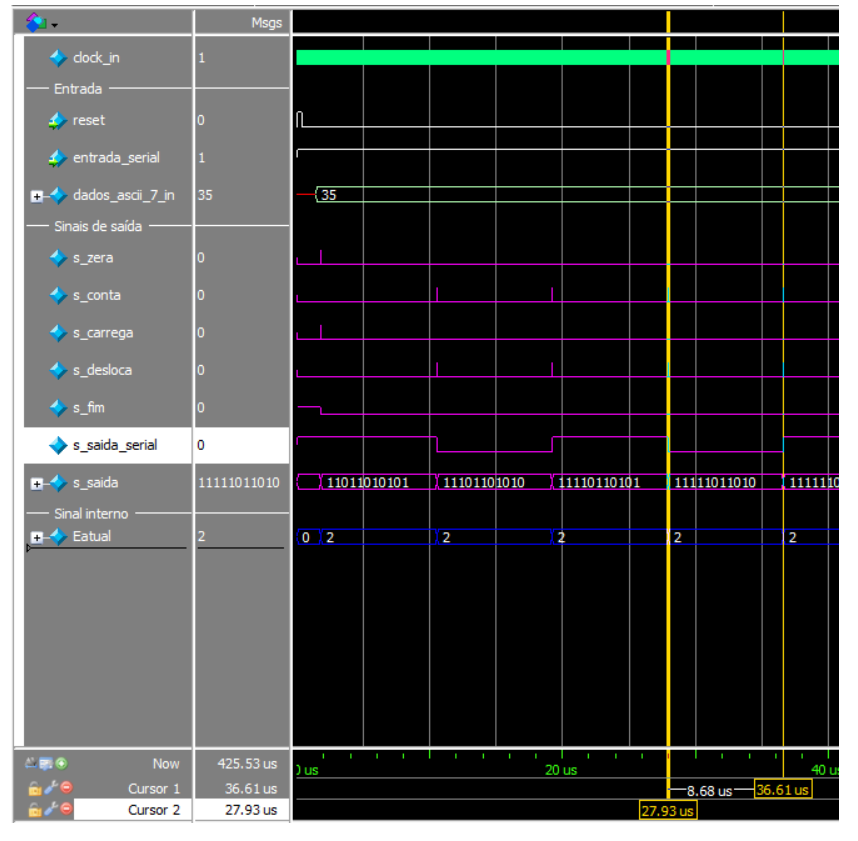 Msgs
clock_in 1
Entrada
reset 0
entrada_serial 1
dados_ascii_7_in 35 35
Sinais de saída
s_zera 0
s_conta 0
s_carrega 0
s_desloca 0
s_fim 0
s_saida_serial 0
s_saida 11111011010 11011010101 11101101010 11110110101 11111011010 1111110
Sinal interno
Eatual 2 0 2 2 2 2 2
Now 425.53 us 0 us 20 us 40 us
Cursor 1 36.61 us 8.68 us 36.61 us
Cursor 2 27.93 us 27.93 us